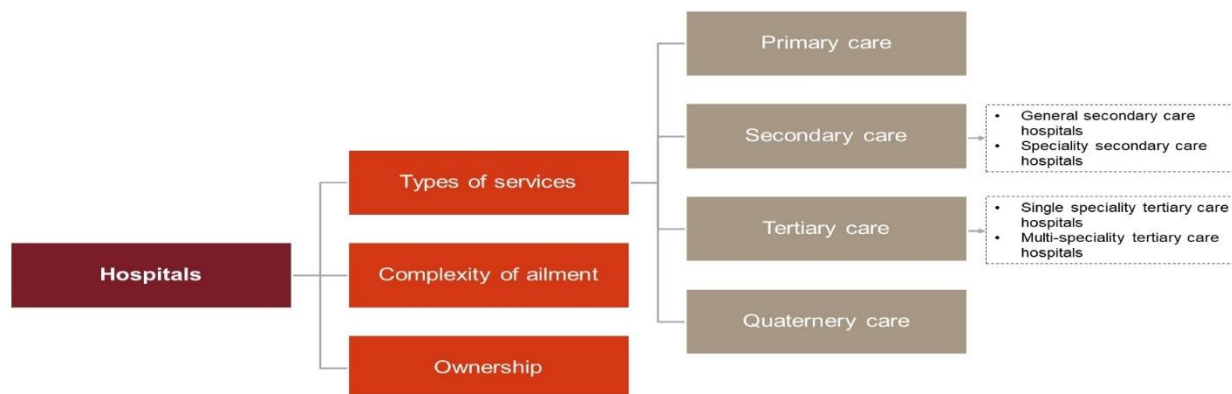 Primary care
Secondary care
• General secondary care
hospitals
• Speciality secondary care
hospitals
Types of services
Tertiary care
• Single speciality tertiary care
hospitals
• Multi-speciality tertiary care
hospitals
Hospitals
Complexity of ailment
Quaternery care
Ownership